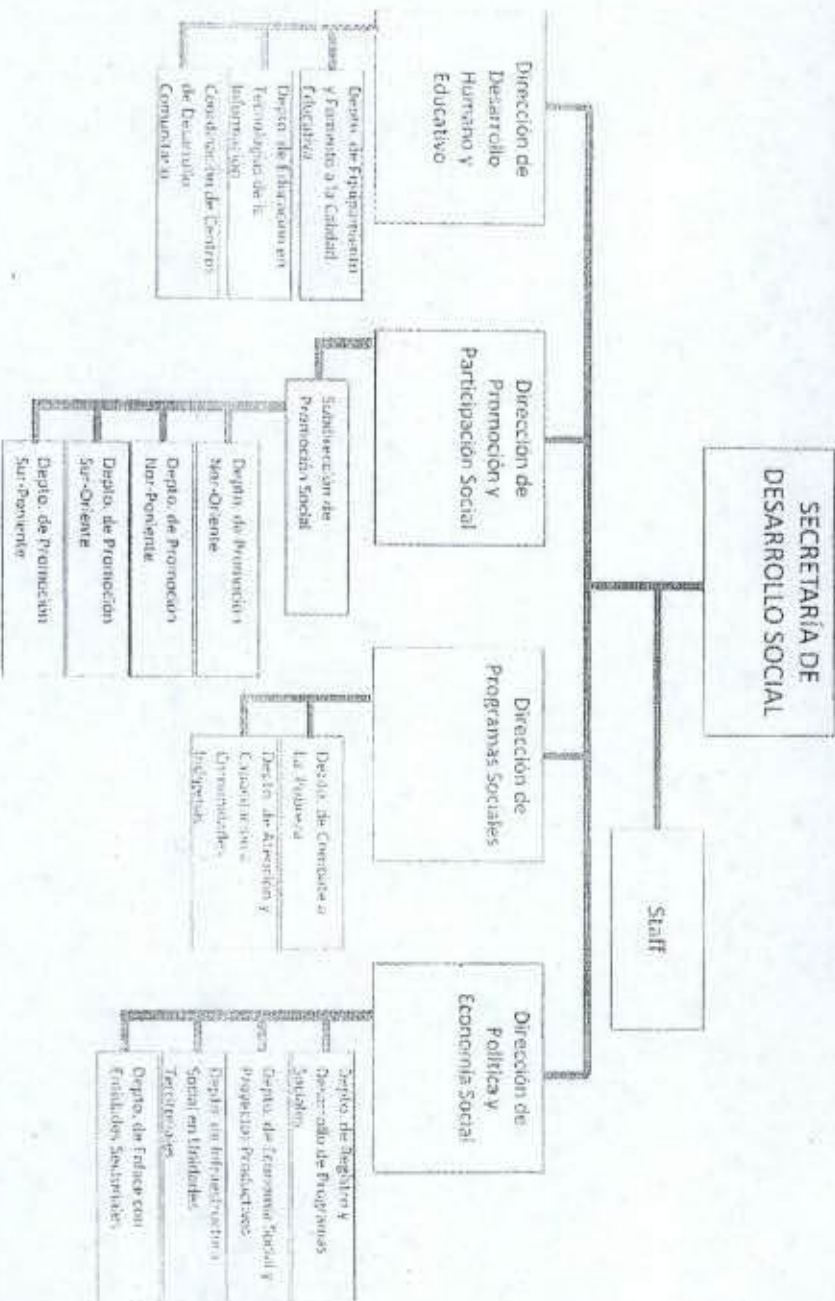 SECRETARÍA DE
DESARROLLO SOCIAL
Staff
Dirección de
Desarrollo
Humano y
Educativo
Depto. de Equipamiento
y Fomento a la Calidad
Educativa
Depto. de Educación en
Tecnologías de la
Información
Coordinación de Centros
de Desarrollo
Comunitario
Dirección de
Promoción y
Participación Social
Subdirección de
Promoción Social
Depto. de Promoción
Nor-Oriente
Depto. de Promoción
Nor-Poniente
Depto. de Promoción
Sur-Oriente
Depto. de Promoción
Sur-Poniente
Dirección de
Programas Sociales
Depto. de Combate a
La Pobreza
Depto. de Atención y
Capacitación a
Comunidades
Indígenas
Dirección de
Política y
Economía Social
Depto. de Registro y
Desarrollo de Programas
Sociales
Depto. de Economía Social y
Proyectos Productivos
Depto. de Infraestructura
Social en Unidades
Territoriales
Depto. de Enlace con
Entidades Sectoriales